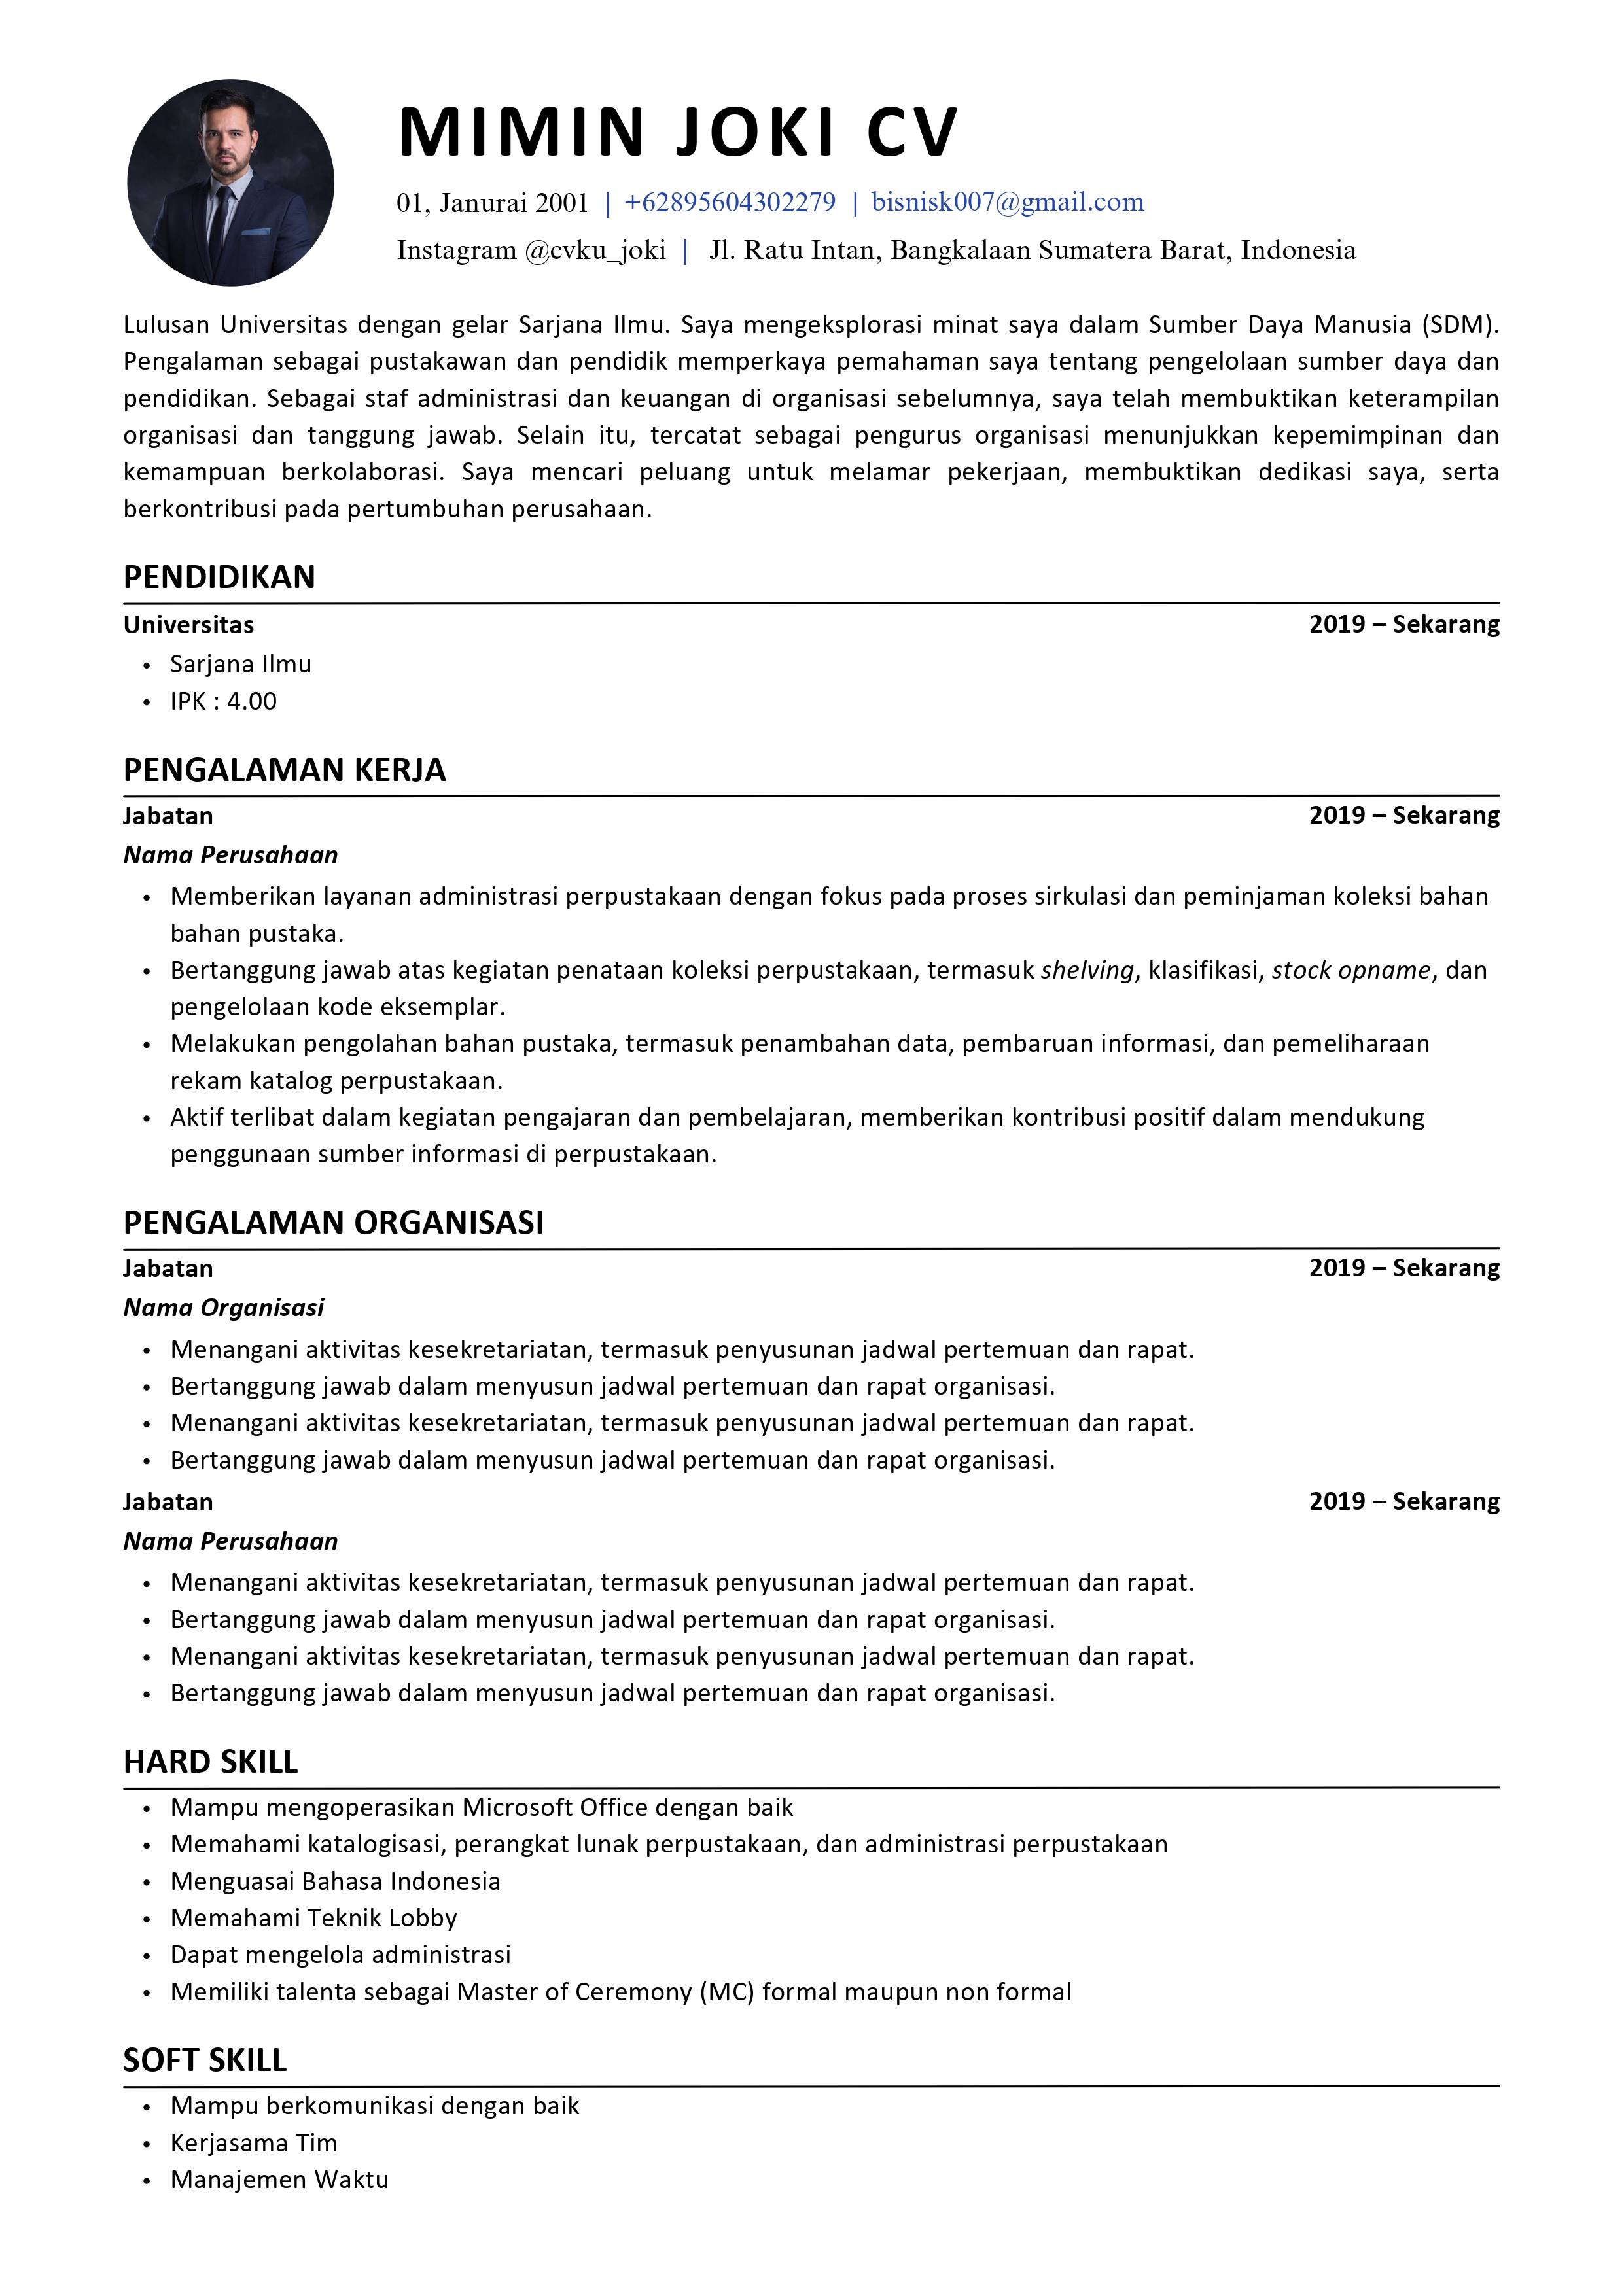 MIMIN JOKI CV
01, Janurai 2001 | +62895604302279 | bisnisk007@gmail.com
Instagram @cvku_joki | Jl. Ratu Intan, Bangkalaan Sumatera Barat, Indonesia
Lulusan Universitas dengan gelar Sarjana Ilmu. Saya mengeksplorasi minat saya dalam Sumber Daya Manusia (SDM).
Pengalaman sebagai pustakawan dan pendidik memperkaya pemahaman saya tentang pengelolaan sumber daya dan
pendidikan. Sebagai staf administrasi dan keuangan di organisasi sebelumnya, saya telah membuktikan keterampilan
organisasi dan tanggung jawab. Selain itu, tercatat sebagai pengurus organisasi menunjukkan kepemimpinan dan
kemampuan berkolaborasi. Saya mencari peluang untuk melamar pekerjaan, membuktikan dedikasi saya, serta
berkontribusi pada pertumbuhan perusahaan.
PENDIDIKAN
Universitas 2019 – Sekarang
• Sarjana Ilmu
• IPK : 4.00
PENGALAMAN KERJA
Jabatan 2019 – Sekarang
Nama Perusahaan
• Memberikan layanan administrasi perpustakaan dengan fokus pada proses sirkulasi dan peminjaman koleksi bahan
bahan pustaka.
• Bertanggung jawab atas kegiatan penataan koleksi perpustakaan, termasuk shelving, klasifikasi, stock opname, dan
pengelolaan kode eksemplar.
• Melakukan pengolahan bahan pustaka, termasuk penambahan data, pembaruan informasi, dan pemeliharaan
rekam katalog perpustakaan.
• Aktif terlibat dalam kegiatan pengajaran dan pembelajaran, memberikan kontribusi positif dalam mendukung
penggunaan sumber informasi di perpustakaan.
PENGALAMAN ORGANISASI
Jabatan 2019 – Sekarang
Nama Organisasi
• Menangani aktivitas kesekretariatan, termasuk penyusunan jadwal pertemuan dan rapat.
• Bertanggung jawab dalam menyusun jadwal pertemuan dan rapat organisasi.
• Menangani aktivitas kesekretariatan, termasuk penyusunan jadwal pertemuan dan rapat.
• Bertanggung jawab dalam menyusun jadwal pertemuan dan rapat organisasi.
Jabatan 2019 – Sekarang
Nama Perusahaan
• Menangani aktivitas kesekretariatan, termasuk penyusunan jadwal pertemuan dan rapat.
• Bertanggung jawab dalam menyusun jadwal pertemuan dan rapat organisasi.
• Menangani aktivitas kesekretariatan, termasuk penyusunan jadwal pertemuan dan rapat.
• Bertanggung jawab dalam menyusun jadwal pertemuan dan rapat organisasi.
HARD SKILL
• Mampu mengoperasikan Microsoft Office dengan baik
• Memahami katalogisasi, perangkat lunak perpustakaan, dan administrasi perpustakaan
• Menguasai Bahasa Indonesia
• Memahami Teknik Lobby
• Dapat mengelola administrasi
• Memiliki talenta sebagai Master of Ceremony (MC) formal maupun non formal
SOFT SKILL
• Mampu berkomunikasi dengan baik
• Kerjasama Tim
• Manajemen Waktu